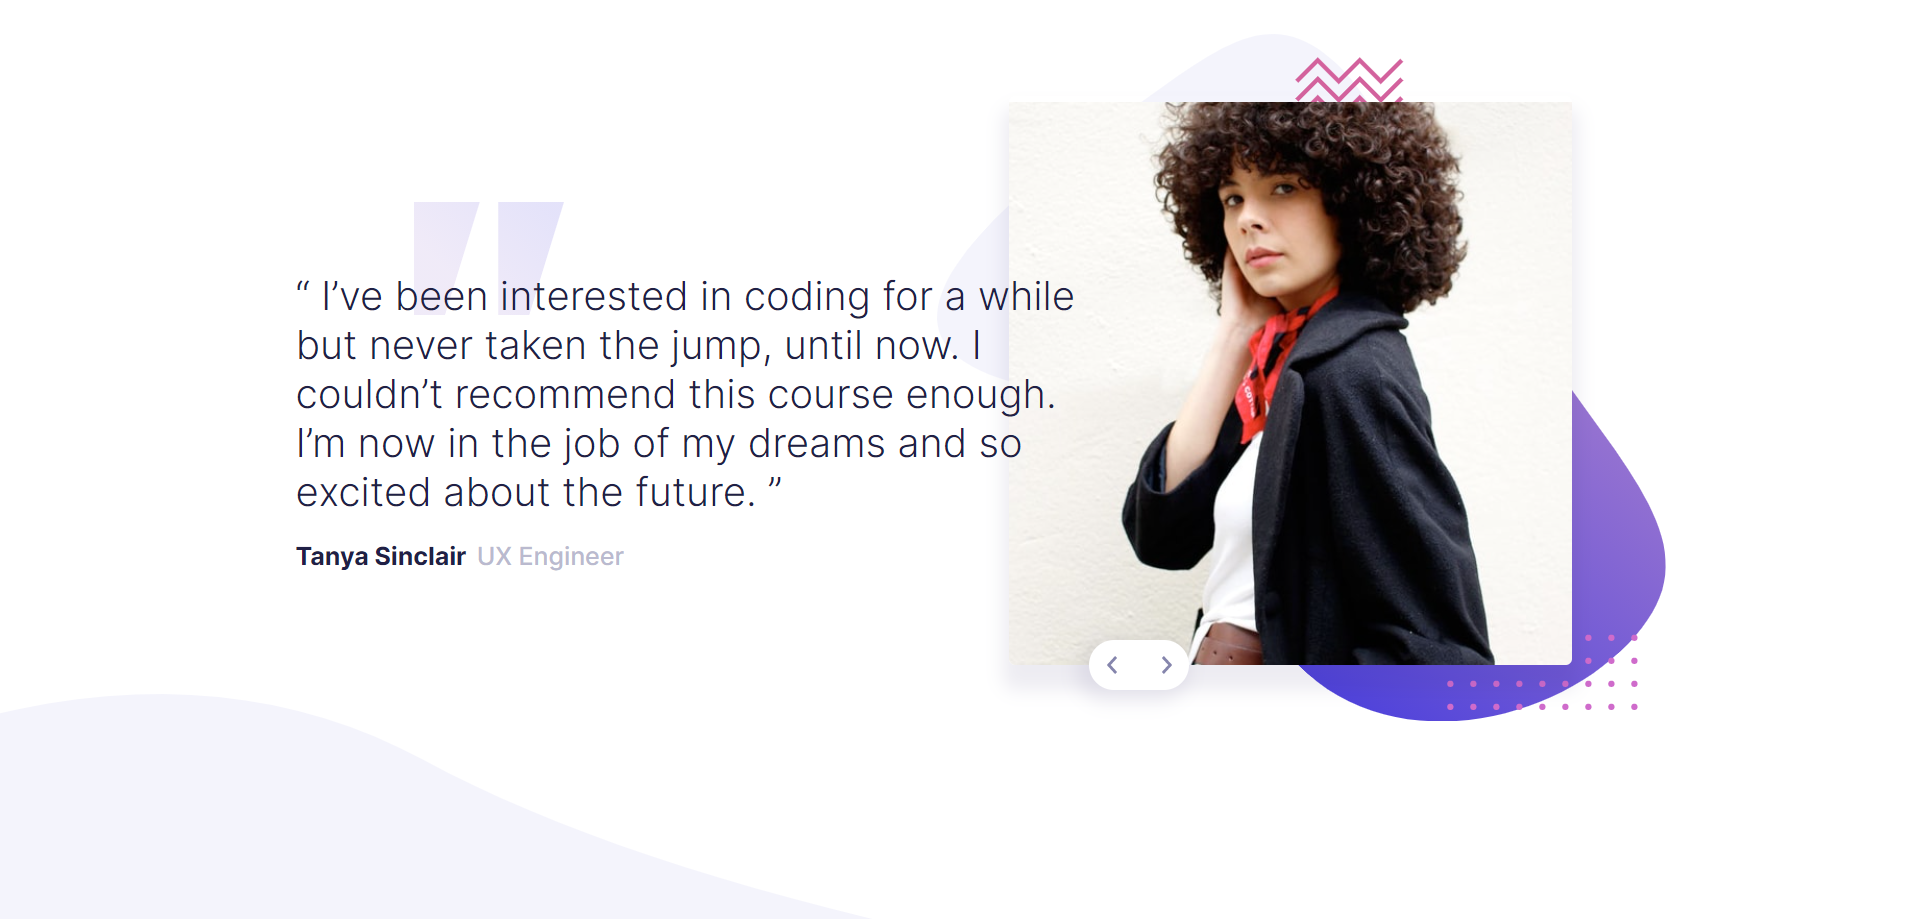 “ I’ve been interested in coding for a while
but never taken the jump, until now. I
couldn’t recommend this course enough.
I’m now in the job of my dreams and so
excited about the future. ”
Tanya Sinclair UX Engineer